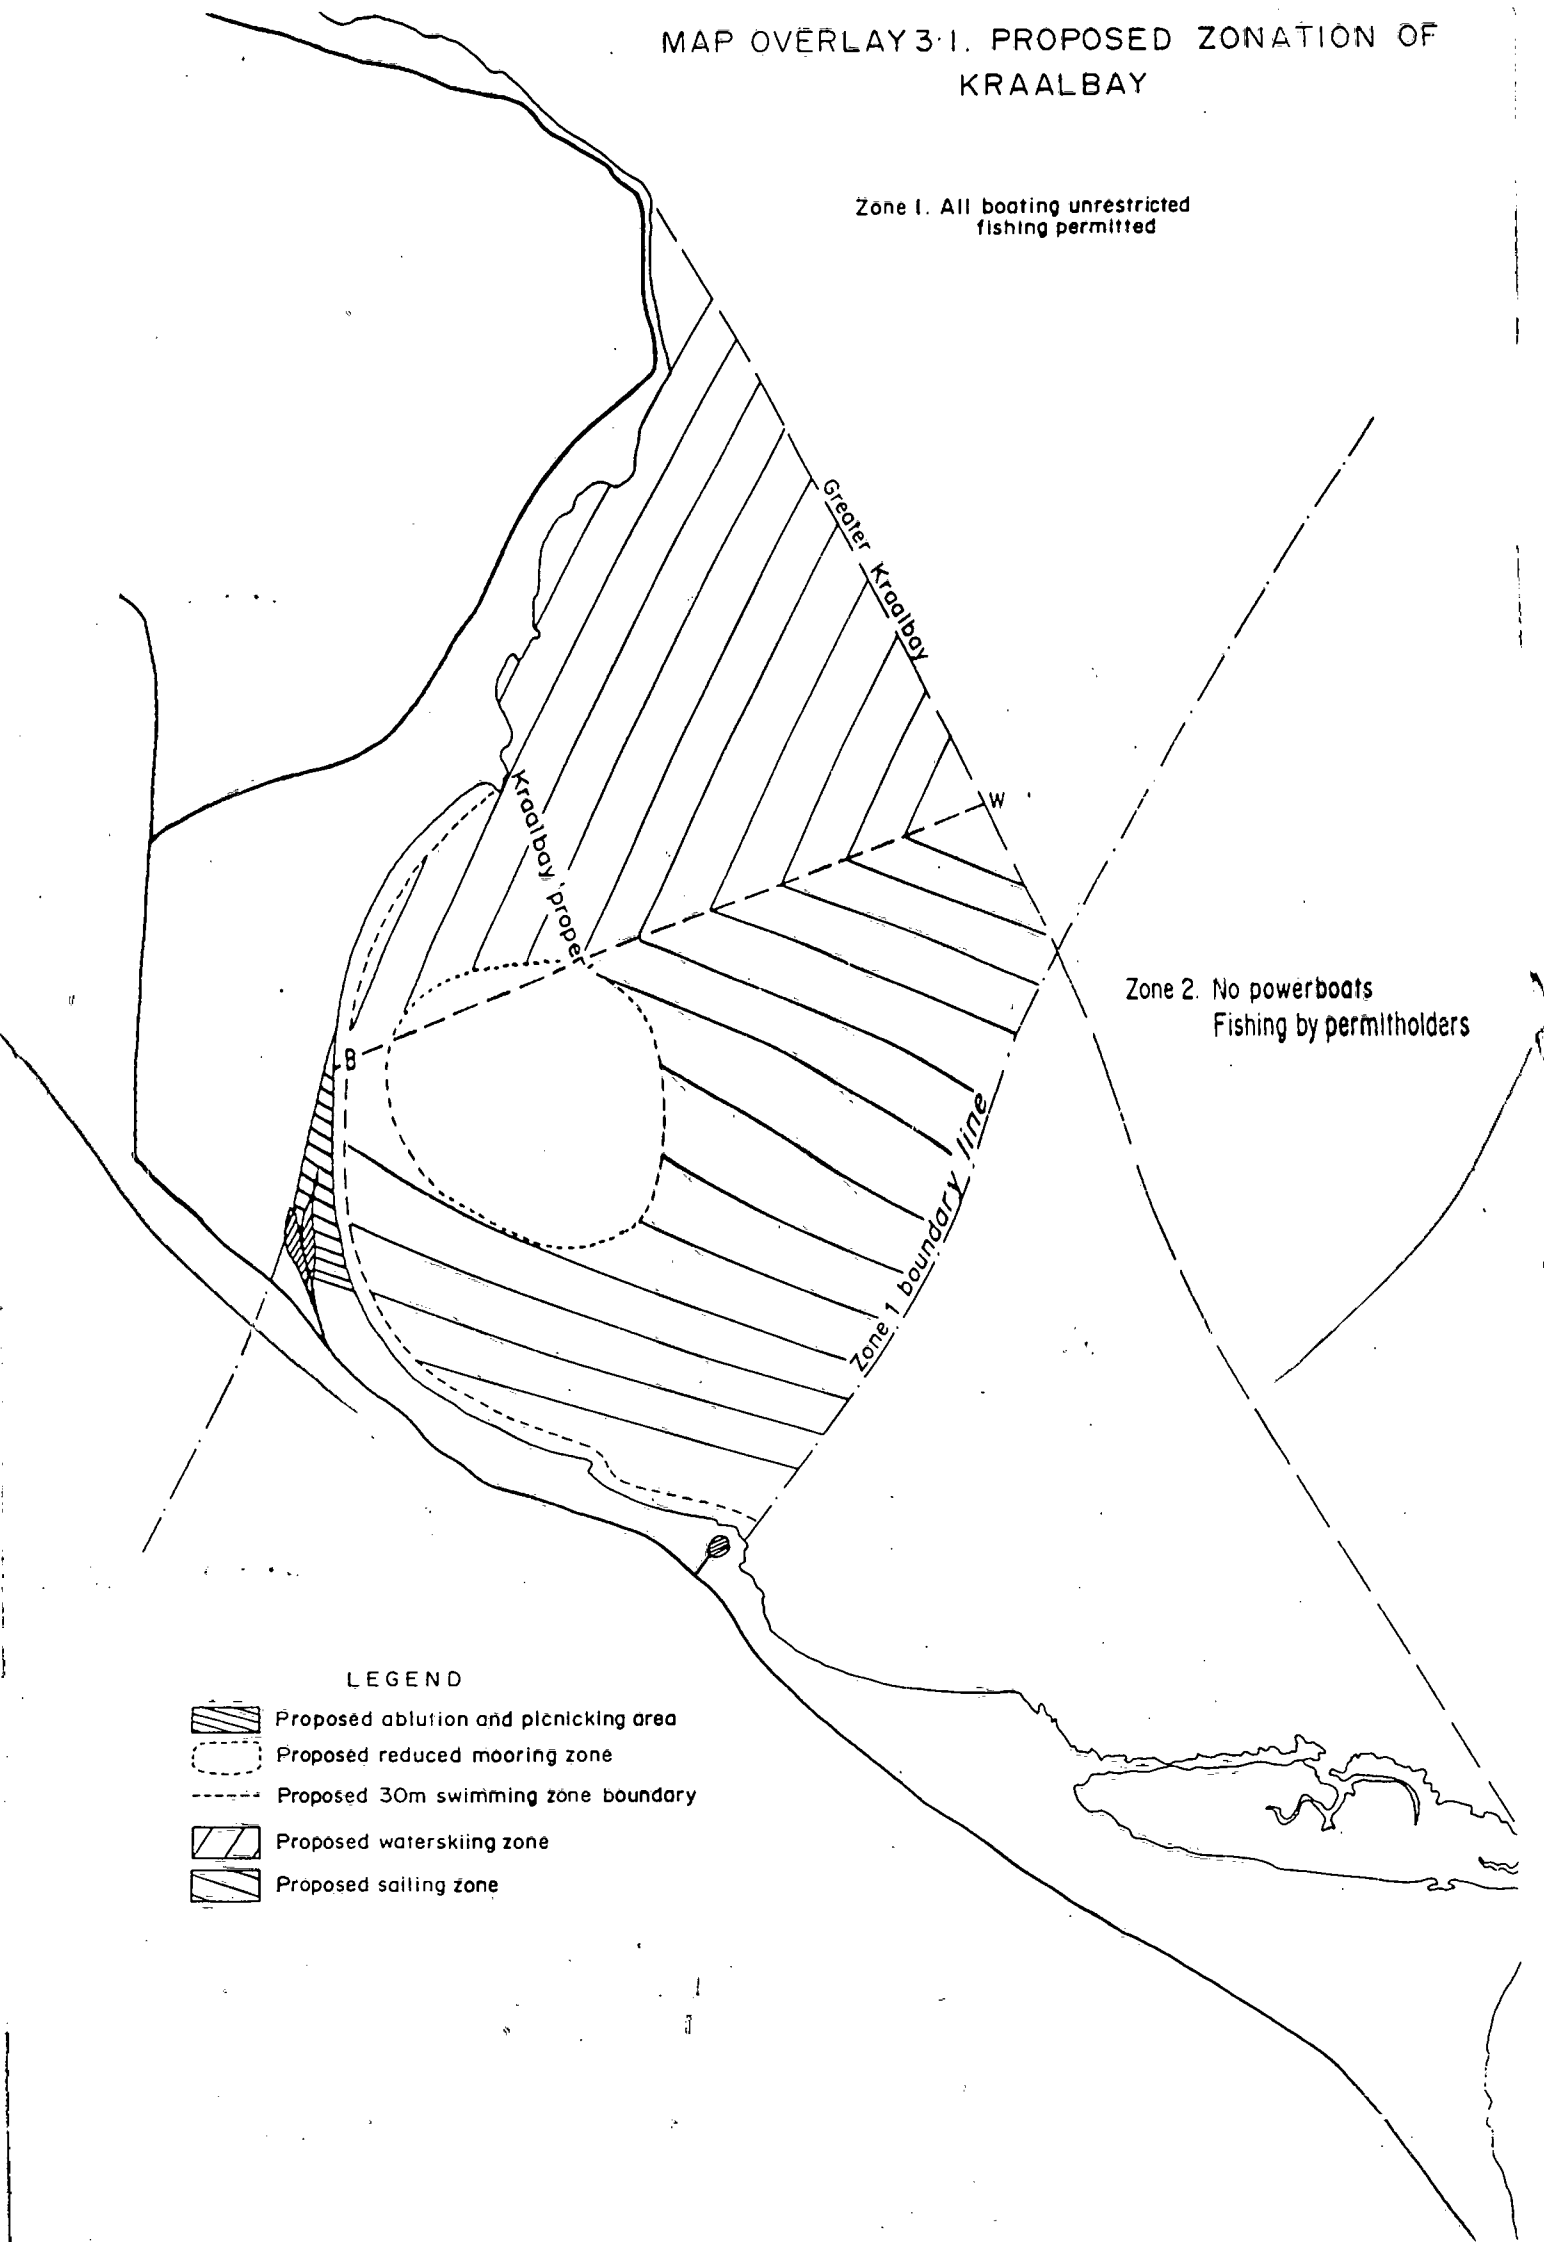 MAP OVERLAY 3·1. PROPOSED ZONATION OF
KRAALBAY
Zone 1. All boating unrestricted
fishing permitted
Greater Kraalbay
W
Kraalbay proper
Zone 2. No powerboats
Fishing by permitholders
B
Zone 1 boundary line
LEGEND
Proposed ablution and picnicking area
Proposed reduced mooring zone
Proposed 30m swimming zone boundary
Proposed waterskiing zone
Proposed sailing zone